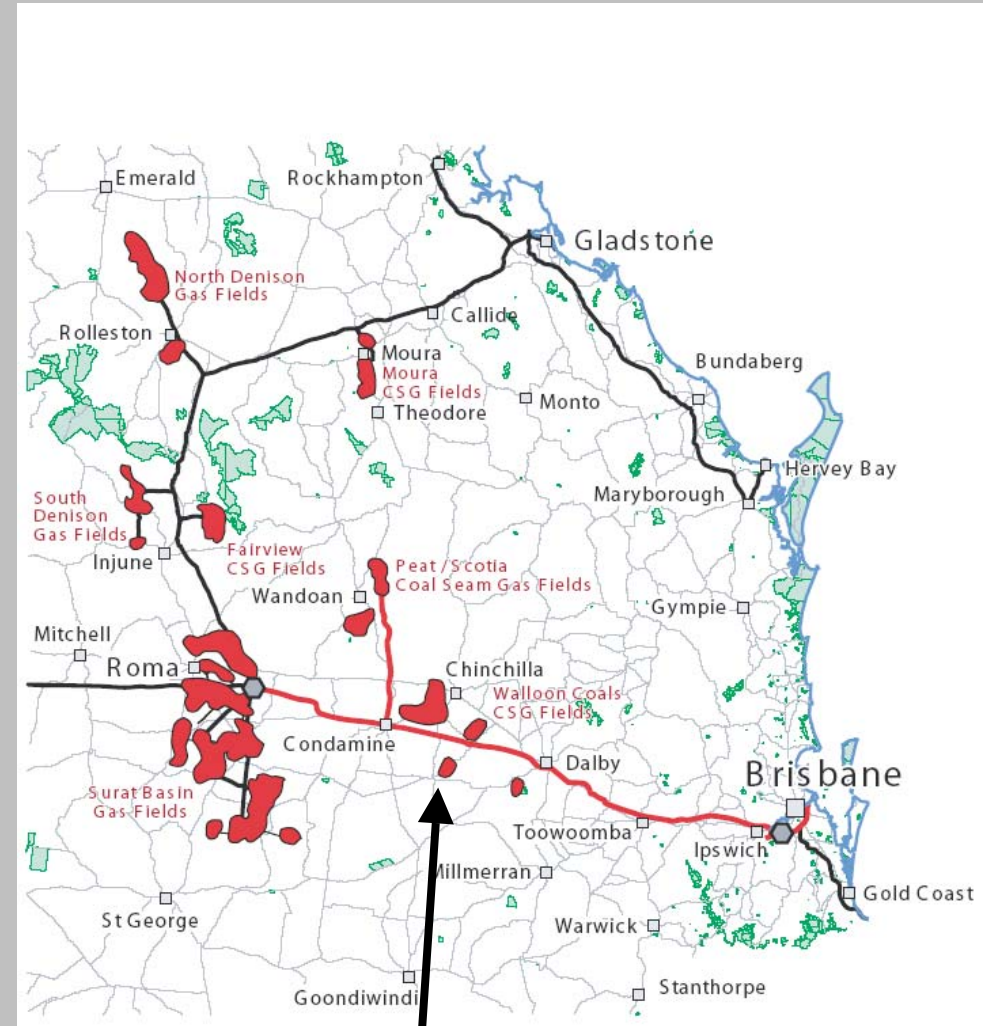 Emerald
Rockhampton
Gladstone
North Denison
Gas Fields
Rolleston
Callide
Moura
Moura
CSG Fields
Theodore
Monto
Bundaberg
Hervey Bay
Maryborough
South
Denison
Gas Fields
Injune
Fairview
CSG Fields
Peat/Scotia
Coal Seam Gas Fields
Wandoan
Gympie
Mitchell
Roma
Chinchilla
Walloon Coals
CSG Fields
Condamine
Dalby
Brisbane
Surat Basin
Gas Fields
Toowoomba
Ipswich
Millmerran
Gold Coast
St George
Warwick
Goondiwindi
Stanthorpe